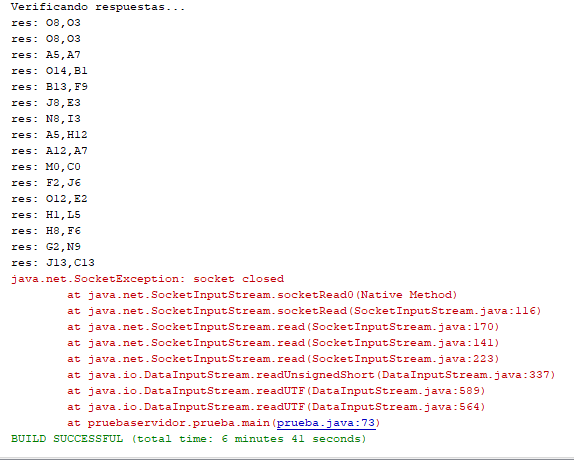 Verificando respuestas...
res: O8,O3
res: O8,O3
res: A5,A7
res: O14,B1
res: B13,F9
res: J8,E3
res: N8,I3
res: A5,H12
res: A12,A7
res: M0,C0
res: F2,J6
res: O12,E2
res: H1,L5
res: H8,F6
res: G2,N9
res: J13,C13
java.net.SocketException: socket closed
at java.net.SocketInputStream.socketRead0(Native Method)
at java.net.SocketInputStream.socketRead(SocketInputStream.java:116)
at java.net.SocketInputStream.read(SocketInputStream.java:170)
at java.net.SocketInputStream.read(SocketInputStream.java:141)
at java.net.SocketInputStream.read(SocketInputStream.java:223)
at java.io.DataInputStream.readUnsignedShort(DataInputStream.java:337)
at java.io.DataInputStream.readUTF(DataInputStream.java:589)
at java.io.DataInputStream.readUTF(DataInputStream.java:564)
at pruebaservidor.prueba.main(prueba.java:73)
BUILD SUCCESSFUL (total time: 6 minutes 41 seconds)